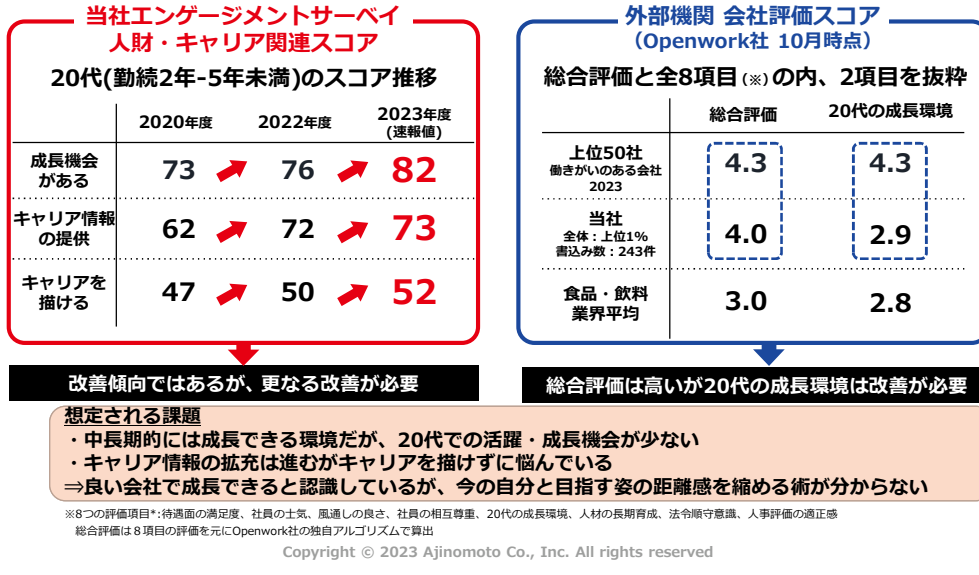 当社エンゲージメントサーベイ
人財・キャリア関連スコア
20代(勤続2年-5年未満)のスコア推移
2020年度 2022年度 2023年度
(速報値)
成長機会
がある
73 76 82
キャリア情報
の提供
62 72 73
キャリアを
描ける
47 50 52
改善傾向ではあるが、更なる改善が必要
外部機関 会社評価スコア
（Openwork社 10月時点）
総合評価と全8項目（※）の内、2項目を抜粋
総合評価 20代の成長環境
上位50社
働きがいのある会社
2023
4.3 4.3
当社
全体：上位1%
書込み数：243件
4.0 2.9
食品・飲料
業界平均
3.0 2.8
総合評価は高いが20代の成長環境は改善が必要
想定される課題
・中長期的には成長できる環境だが、20代での活躍・成長機会が少ない
・キャリア情報の拡充は進むがキャリアを描けずに悩んでいる
⇒良い会社で成長できると認識しているが、今の自分と目指す姿の距離感を縮める術が分からない
※8つの評価項目*:待遇面の満足度、社員の士気、風通しの良さ、社員の相互尊重、20代の成長環境、人材の長期育成、法令順守意識、人事評価の適正感
総合評価は８項目の評価を元にOpenwork社の独自アルゴリズムで算出
Copyright © 2023 Ajinomoto Co., Inc. All rights reserved